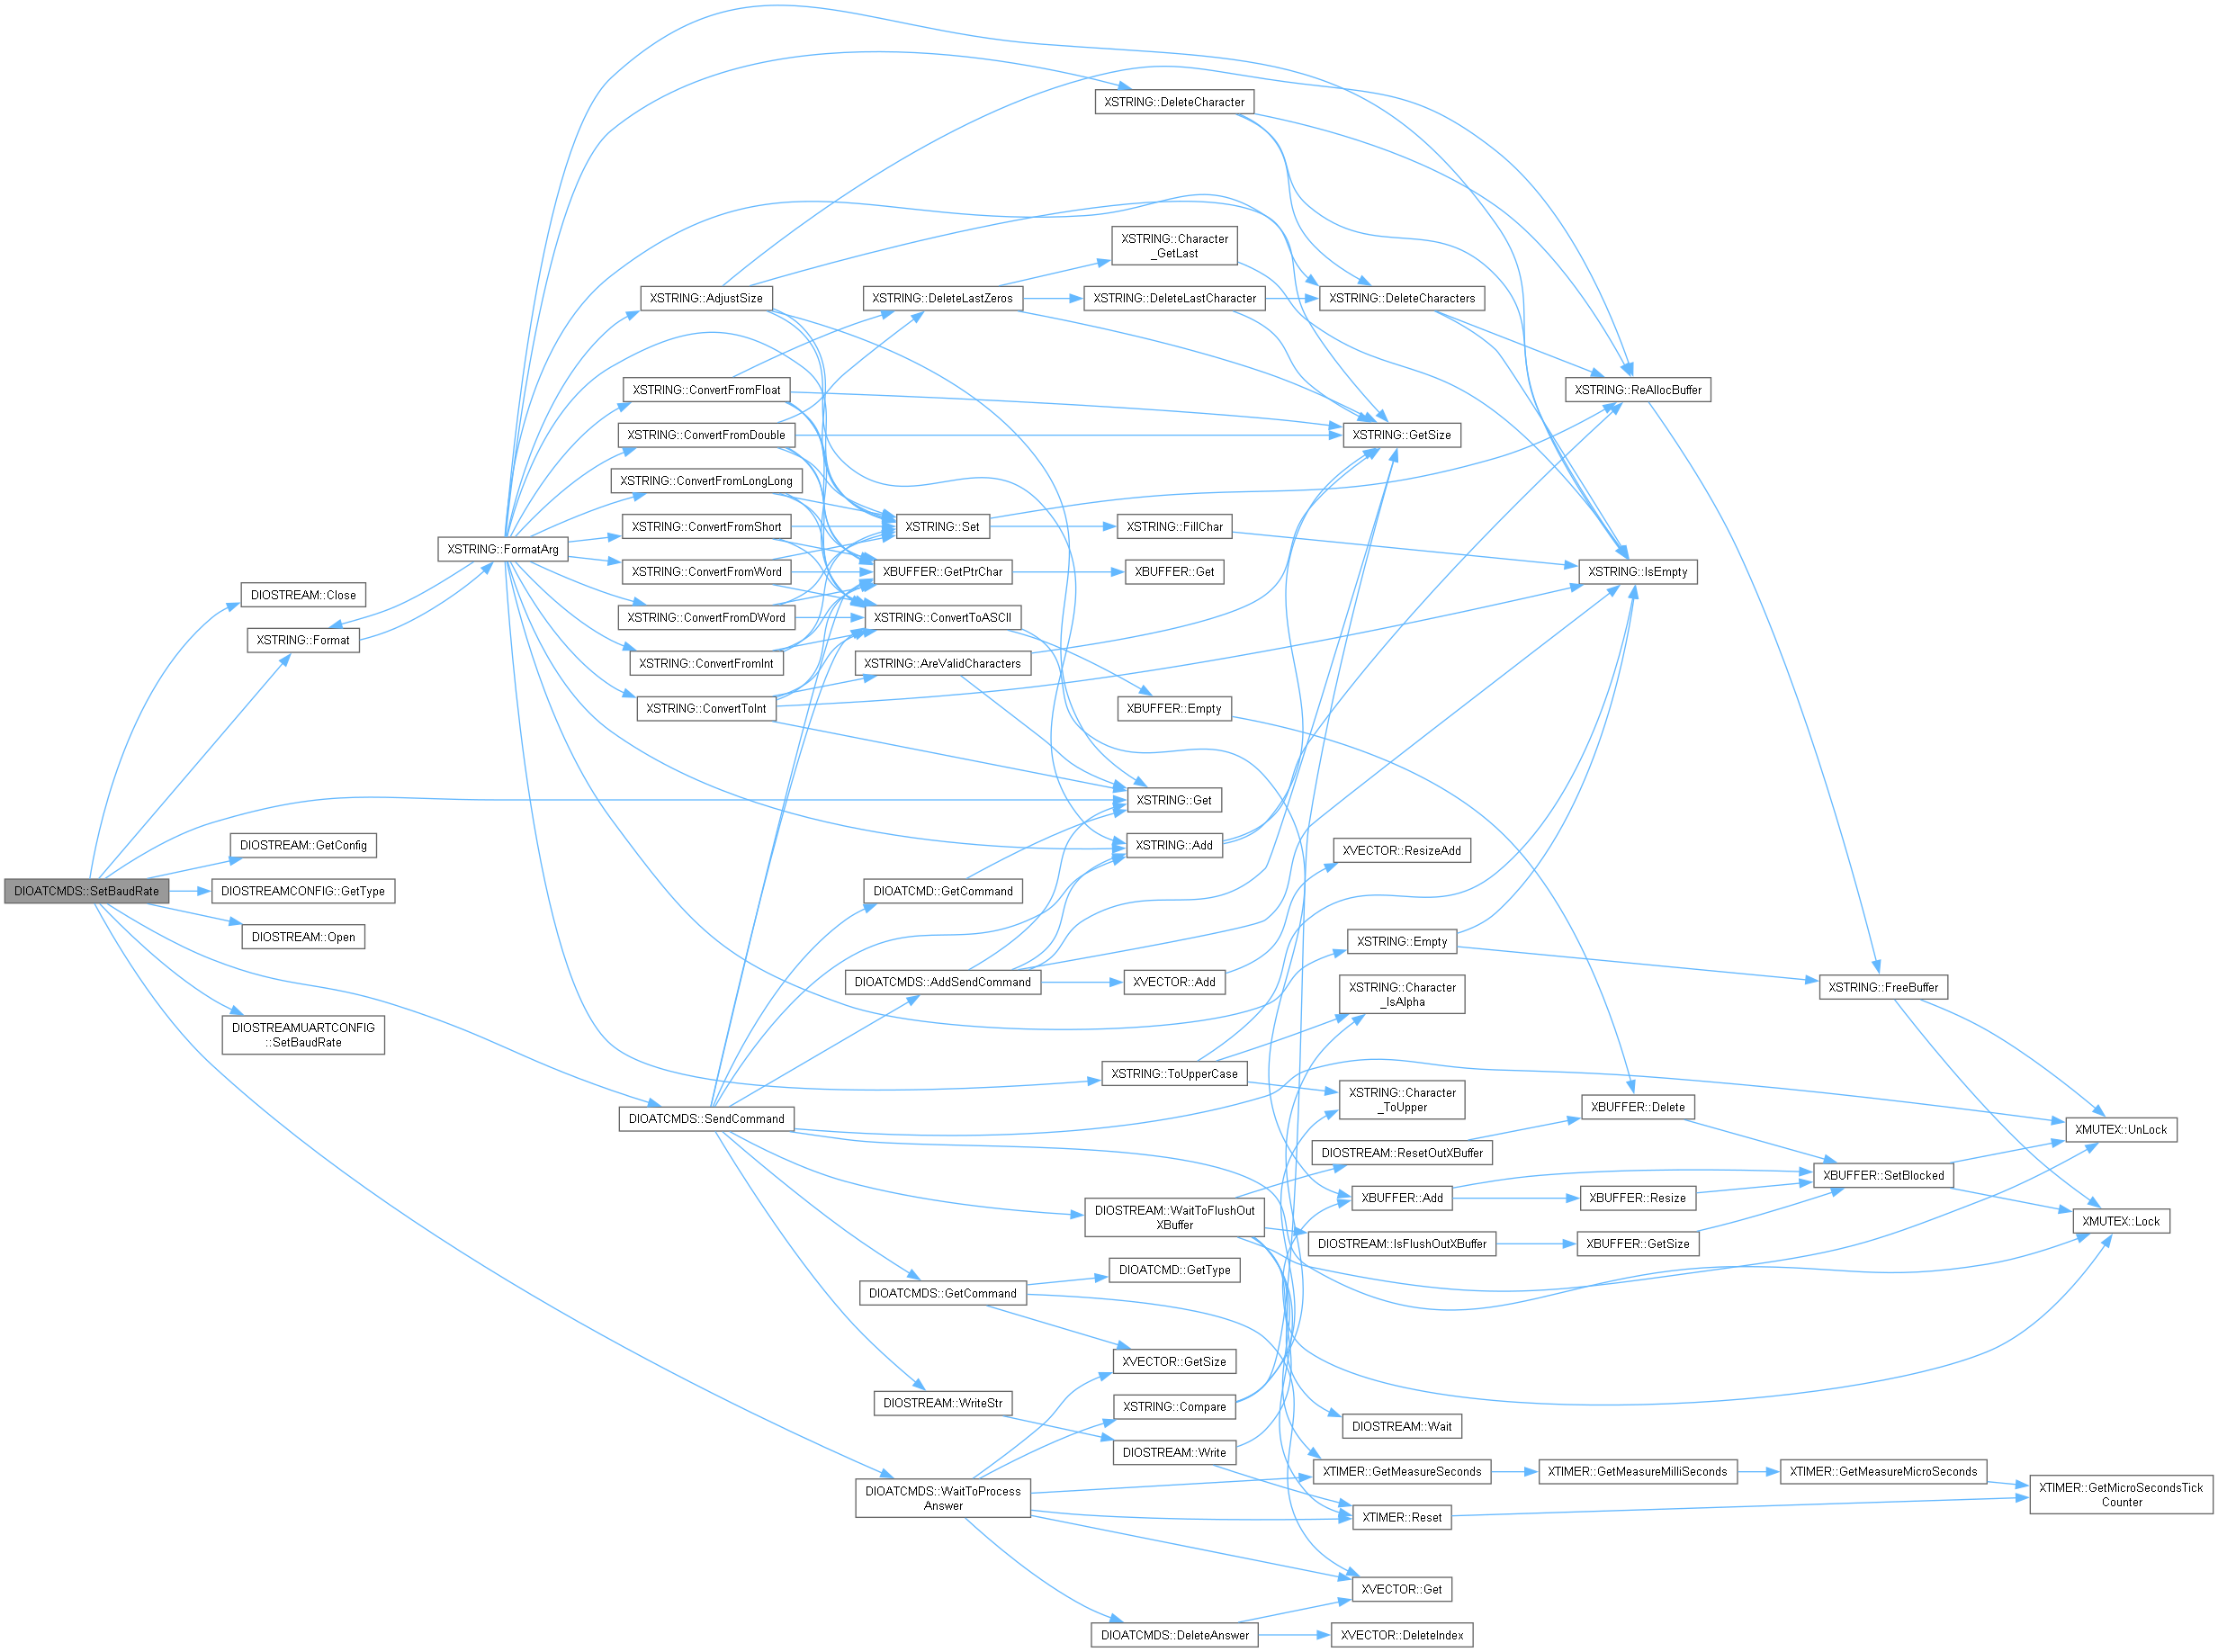 XSTRING::DeleteCharacter
XSTRING::Character
_GetLast
XSTRING::AdjustSize
XSTRING::DeleteLastZeros
XSTRING::DeleteLastCharacter
XSTRING::DeleteCharacters
XSTRING::ConvertFromFloat
XSTRING::ReAllocBuffer
XSTRING::ConvertFromDouble
XSTRING::GetSize
XSTRING::ConvertFromLongLong
XSTRING::ConvertFromShort
XSTRING::Set
XSTRING::FillChar
XSTRING::FormatArg
XSTRING::ConvertFromWord
XBUFFER::GetPtrChar
XBUFFER::Get
XSTRING::IsEmpty
DIOSTREAM::Close
XSTRING::ConvertFromDWord
XSTRING::ConvertToASCII
XSTRING::Format
XSTRING::ConvertFromInt
XSTRING::AreValidCharacters
XSTRING::ConvertToInt
XBUFFER::Empty
XSTRING::Get
DIOSTREAM::GetConfig
XSTRING::Add
XVECTOR::ResizeAdd
DIOATCMDS::SetBaudRate
DIOSTREAMCONFIG::GetType
DIOATCMD::GetCommand
DIOSTREAM::Open
XSTRING::Empty
DIOATCMDS::AddSendCommand
XVECTOR::Add
XSTRING::Character
_IsAlpha
XSTRING::FreeBuffer
DIOSTREAMUARTCONFIG
::SetBaudRate
XSTRING::ToUpperCase
XSTRING::Character
_ToUpper
XBUFFER::Delete
DIOATCMDS::SendCommand
XMUTEX::UnLock
DIOSTREAM::ResetOutXBuffer
XBUFFER::SetBlocked
XBUFFER::Add
XBUFFER::Resize
DIOSTREAM::WaitToFlushOut
XBuffer
XMUTEX::Lock
DIOSTREAM::IsFlushOutXBuffer
XBUFFER::GetSize
DIOATCMD::GetType
DIOATCMDS::GetCommand
XVECTOR::GetSize
DIOSTREAM::WriteStr
XSTRING::Compare
DIOSTREAM::Wait
DIOSTREAM::Write
XTIMER::GetMeasureSeconds
XTIMER::GetMeasureMilliSeconds
XTIMER::GetMeasureMicroSeconds
DIOATCMDS::WaitToProcess
Answer
XTIMER::GetMicroSecondsTick
Counter
XTIMER::Reset
XVECTOR::Get
DIOATCMDS::DeleteAnswer
XVECTOR::DeleteIndex